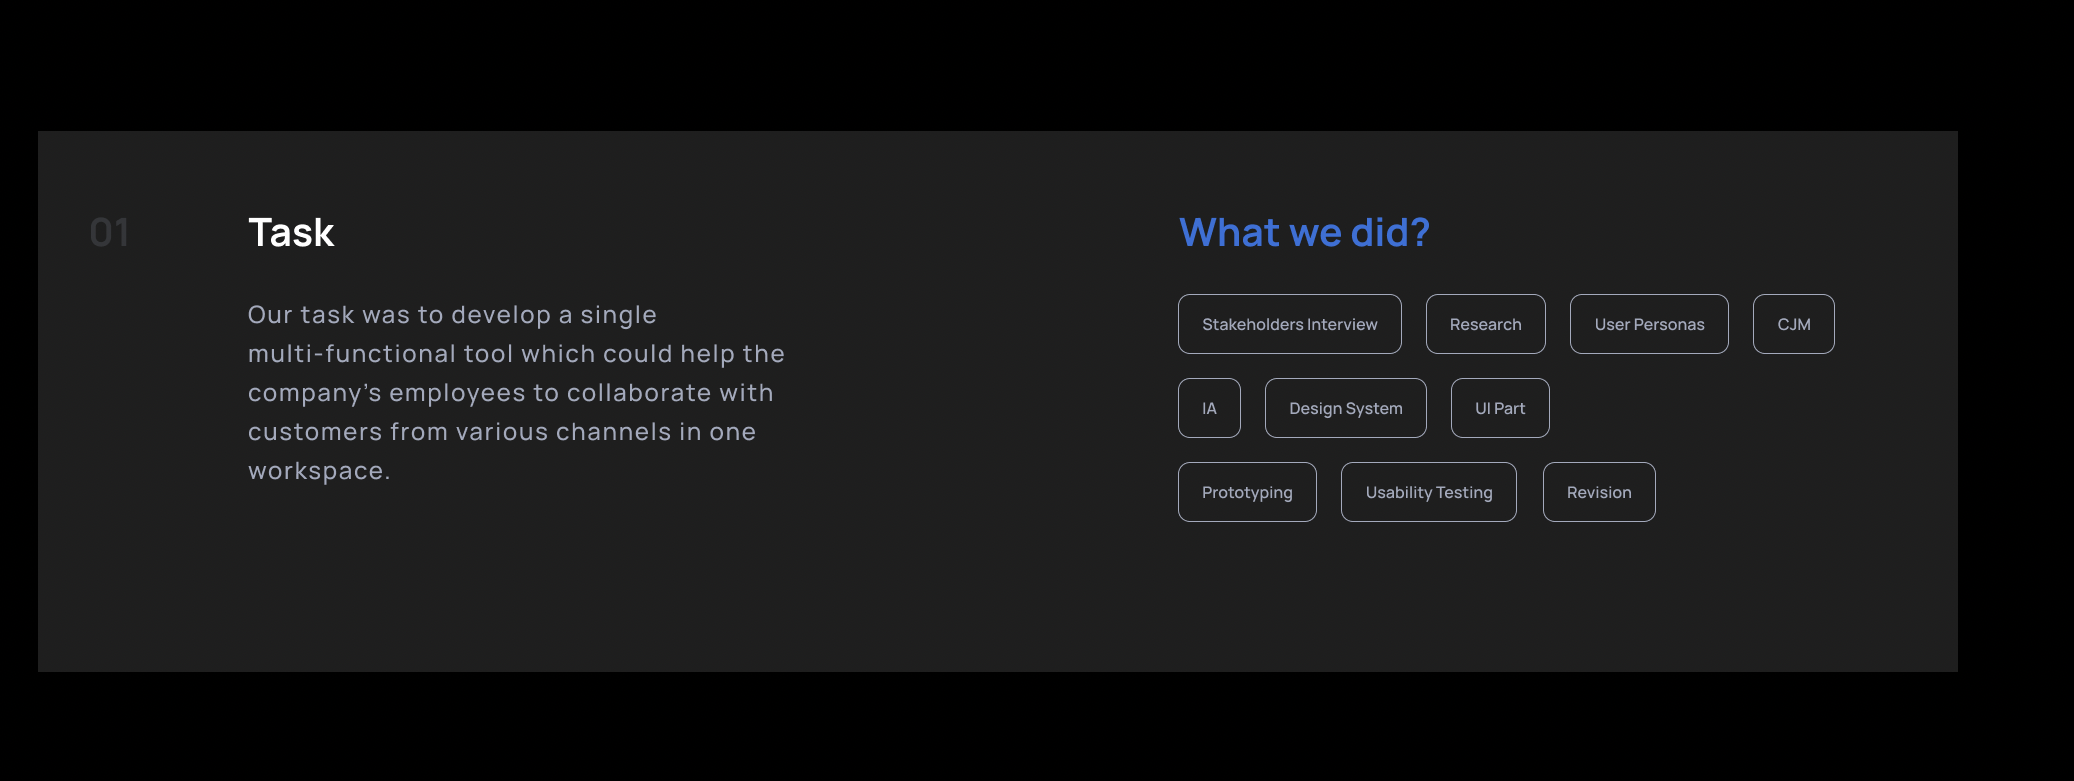 01
Task
Our task was to develop a single
multi-functional tool which could help the
company’s employees to collaborate with
customers from various channels in one
workspace.
What we did?
Stakeholders Interview
Research
User Personas
CJM
IA
Design System
UI Part
Prototyping
Usability Testing
Revision